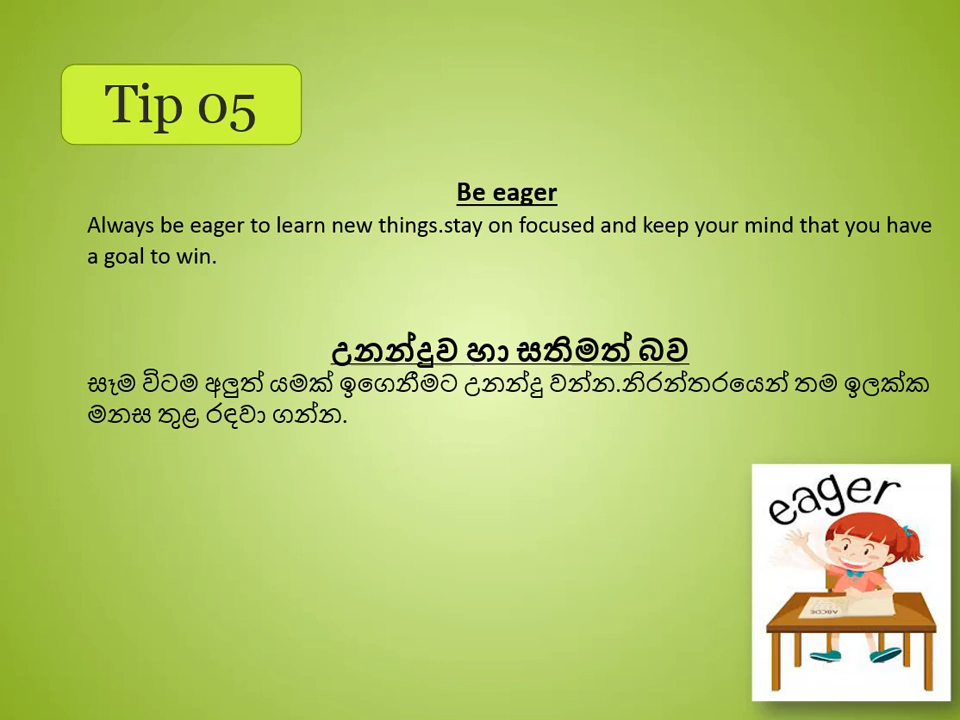 Tip 05
Be eager
Always be eager to learn new things.stay on focused and keep your mind that you have
a goal to win.
උනන්දුව හා සතිමත් බව
සෑම විටම අලුත් යමක් ඉගෙනීමට උනන්දු වන්න.නිරන්තරයෙන් තම ඉලක්ක
මනස තුළ රඳවා ගන්න.
eager
ABCDE